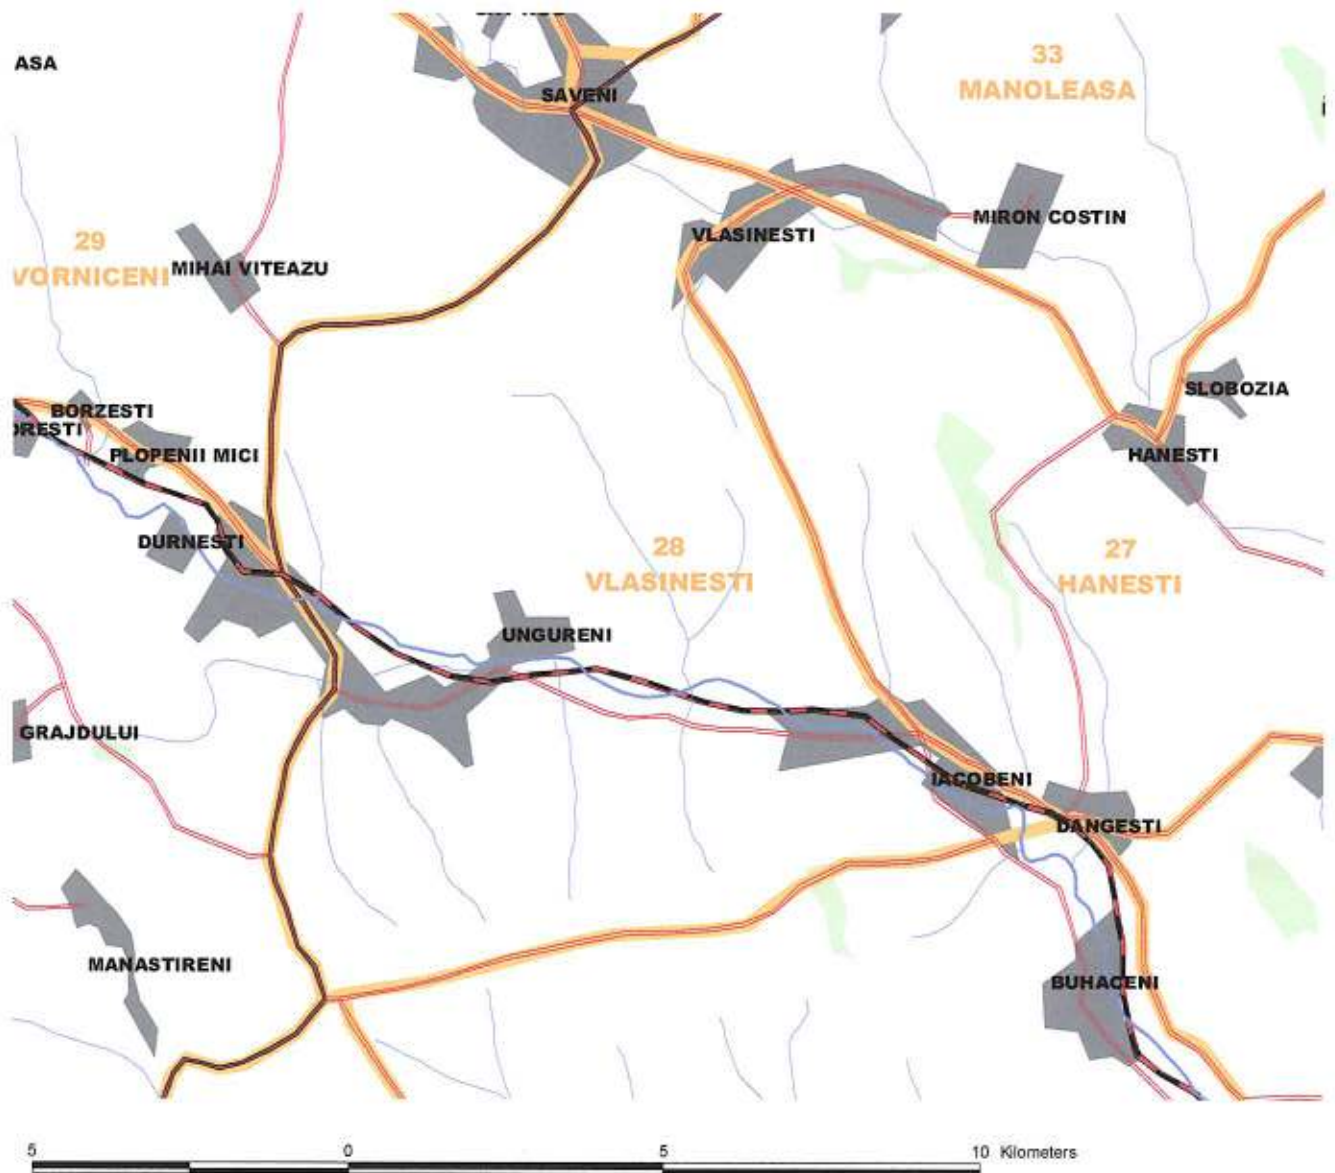 ASA
33
MANOLEASA
SAVENI
MIRON COSTIN
VLASINESTI
29
VORNICENI
MIHAI VITEAZU
SLOBOZIA
BORZESTI
ORESTI
PLOPENII MICI
HANESTI
DURNESTI
28
VLASINESTI
27
HANESTI
UNGURENI
GRAJDULUI
IACOBENI
DANGESTI
MANASTIRENI
BUHACENI
5 0 5 10 Kilometers